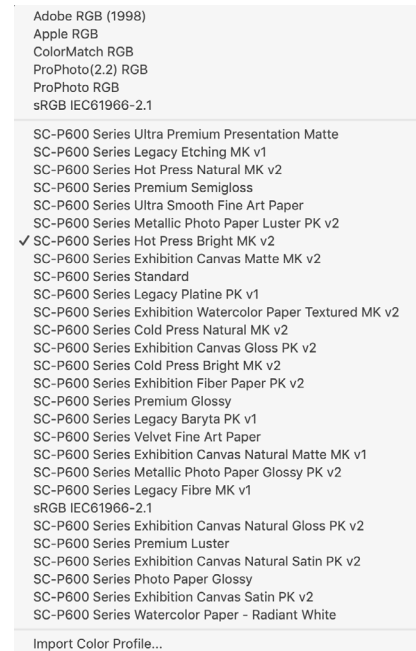 Adobe RGB (1998)
Apple RGB
ColorMatch RGB
ProPhoto(2.2) RGB
ProPhoto RGB
sRGB IEC61966-2.1
SC-P600 Series Ultra Premium Presentation Matte
SC-P600 Series Legacy Etching MK v1
SC-P600 Series Hot Press Natural MK v2
SC-P600 Series Premium Semigloss
SC-P600 Series Ultra Smooth Fine Art Paper
SC-P600 Series Metallic Photo Paper Luster PK v2
✓ SC-P600 Series Hot Press Bright MK v2
SC-P600 Series Exhibition Canvas Matte MK v2
SC-P600 Series Standard
SC-P600 Series Legacy Platine PK v1
SC-P600 Series Exhibition Watercolor Paper Textured MK v2
SC-P600 Series Cold Press Natural MK v2
SC-P600 Series Exhibition Canvas Gloss PK v2
SC-P600 Series Cold Press Bright MK v2
SC-P600 Series Exhibition Fiber Paper PK v2
SC-P600 Series Premium Glossy
SC-P600 Series Legacy Baryta PK v1
SC-P600 Series Velvet Fine Art Paper
SC-P600 Series Exhibition Canvas Natural Matte MK v1
SC-P600 Series Metallic Photo Paper Glossy PK v2
SC-P600 Series Legacy Fibre MK v1
sRGB IEC61966-2.1
SC-P600 Series Exhibition Canvas Natural Gloss PK v2
SC-P600 Series Premium Luster
SC-P600 Series Exhibition Canvas Natural Satin PK v2
SC-P600 Series Photo Paper Glossy
SC-P600 Series Exhibition Canvas Satin PK v2
SC-P600 Series Watercolor Paper - Radiant White
Import Color Profile...